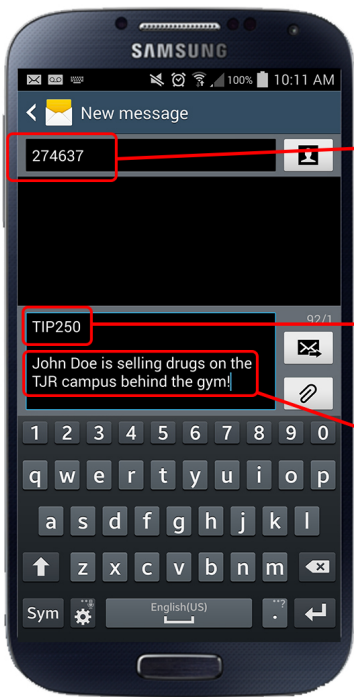 SAMSUNG
100% 10:11 AM
New message
274637
92/1
TIP250
John Doe is selling drugs on the
TJR campus behind the gym!
1 2 3 4 5 6 7 8 9 0
q w e r t y u i o p
a s d f g h j k l
z x c v b n m
Sym English(US) .,?